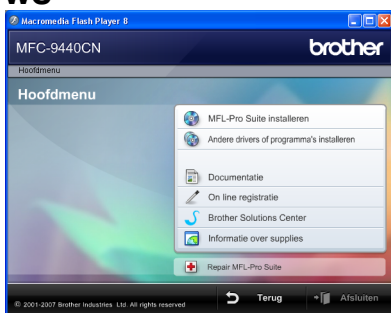 Macromedia Flash Player 8
MFC-9440CN
brother
Hoofdmenu
Hoofdmenu
MFL-Pro Suite installeren
Andere drivers of programma's installeren
Documentatie
On line registratie
Brother Solutions Center
Informatie over supplies
Repair MFL-Pro Suite
© 2001-2007 Brother Industries Ltd. All rights reserved
Terug
Afsluiten